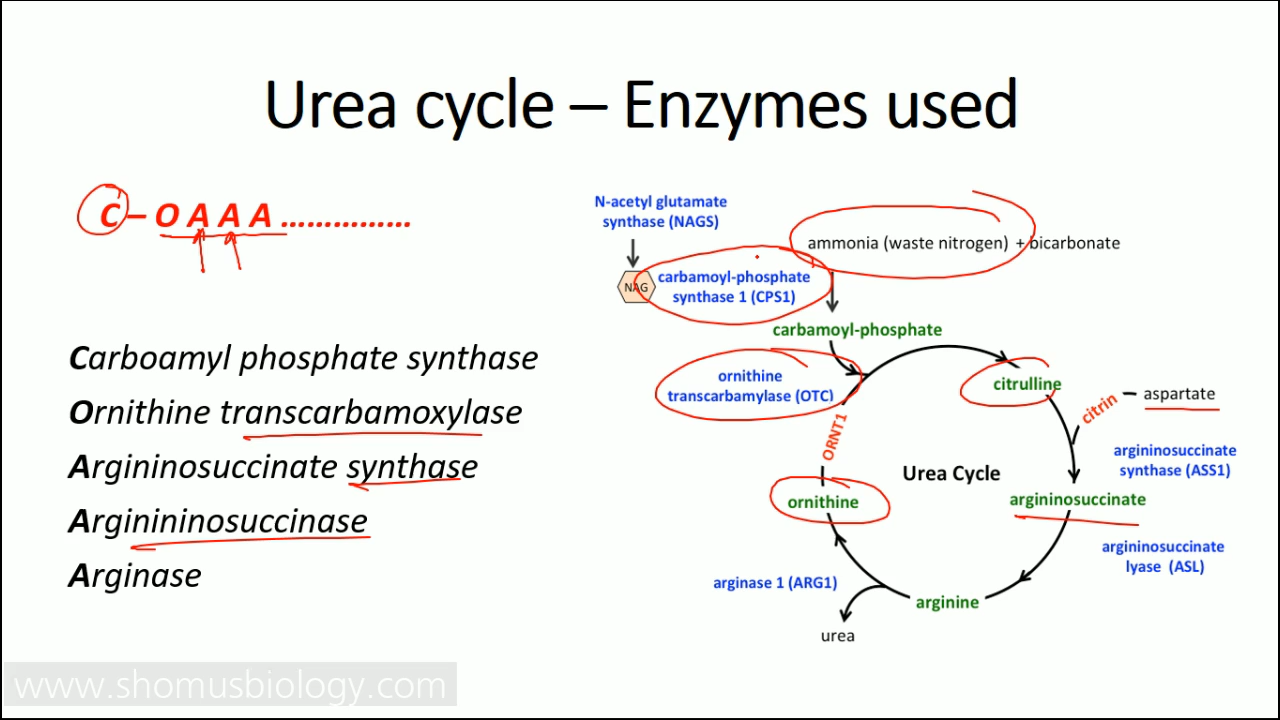 Urea cycle – Enzymes used
C – O A A A ……………
Carboamyl phosphate synthase
Ornithine transcarbamoxylase
Argininosuccinate synthase
Arginininosuccinase
Arginase
N-acetyl glutamate
synthase (NAGS)
NAG
ammonia (waste nitrogen) + bicarbonate
carbamoyl-phosphate
synthase 1 (CPS1)
carbamoyl-phosphate
ornithine
transcarbamylase (OTC)
citrulline
citrin
aspartate
ORNT1
argininosuccinate
synthase (ASS1)
Urea Cycle
ornithine
argininosuccinate
argininosuccinate
lyase (ASL)
arginase 1 (ARG1)
arginine
urea
www.shomusbiology.com